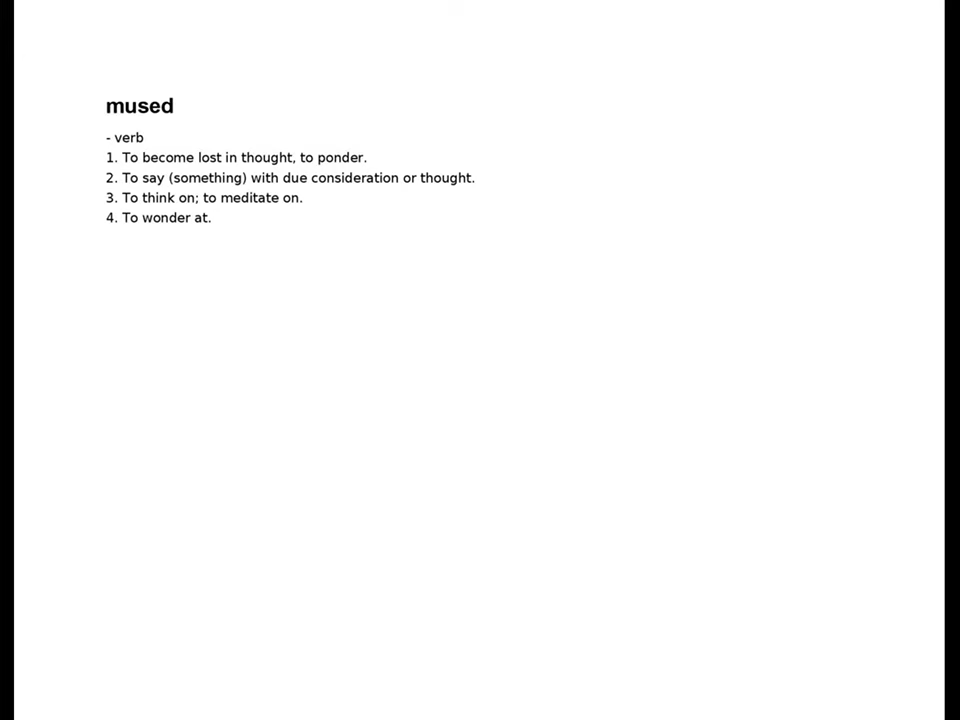 mused
- verb
1. To become lost in thought, to ponder.
2. To say (something) with due consideration or thought.
3. To think on; to meditate on.
4. To wonder at.